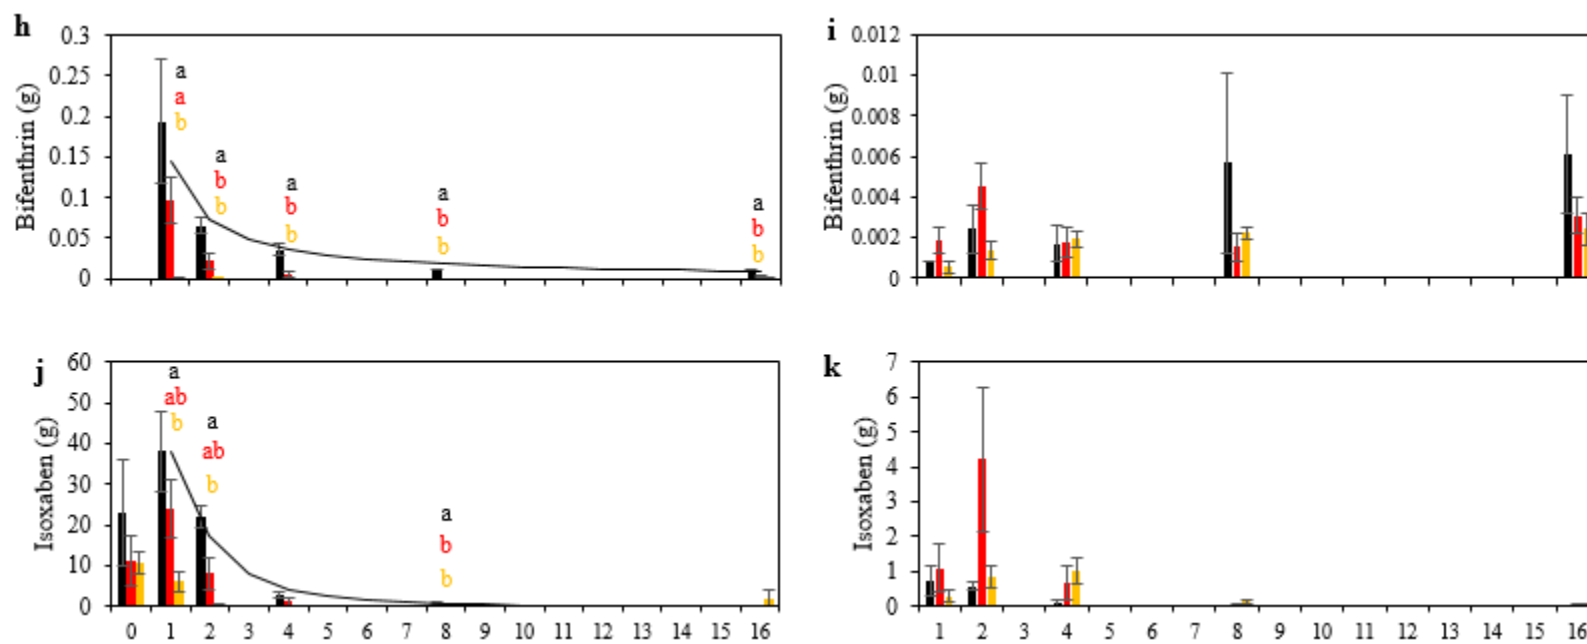 h
0.3
0.25
0.2
0.15
0.1
0.05
0
Bifenthrin (g)
a
a
b
a
b
b
a
b
b
a
b
b
a
b
b
i
0.012
0.01
0.008
0.006
0.004
0.002
0
Bifenthrin (g)
j
60
50
40
30
20
10
0
Isoxaben (g)
a
ab
b
a
ab
b
a
b
b
0 1 2 3 4 5 6 7 8 9 10 11 12 13 14 15 16
k
7
6
5
4
3
2
1
0
Isoxaben (g)
1 2 3 4 5 6 7 8 9 10 11 12 13 14 15 16